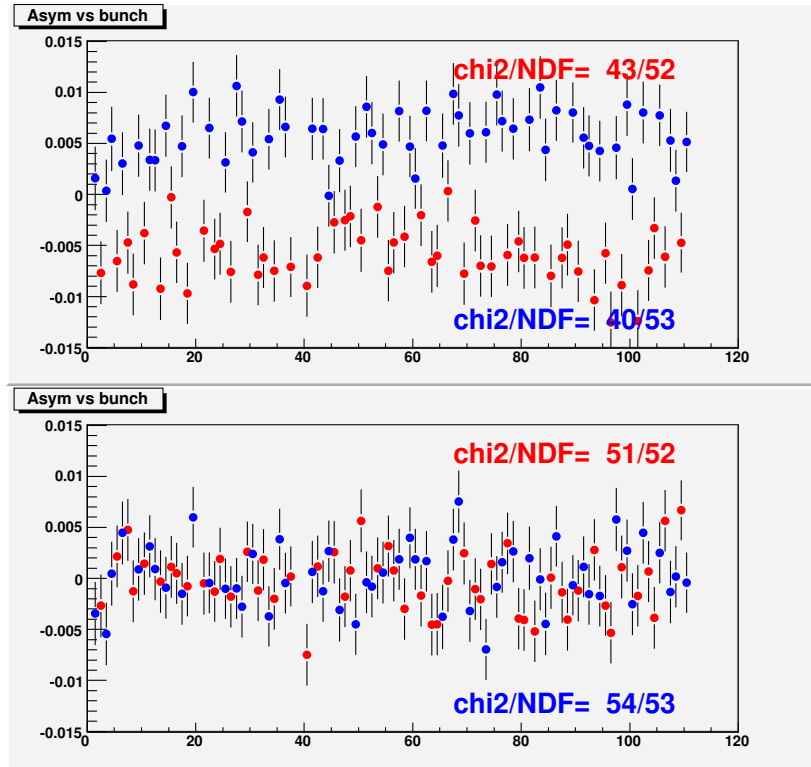 Asym vs bunch
0.015
chi2/NDF= 43/52
0.01
0.005
0
-0.005
-0.01
chi2/NDF= 40/53
-0.015
0 20 40 60 80 100 120
Asym vs bunch
0.015
chi2/NDF= 51/52
0.01
0.005
0
-0.005
-0.01
chi2/NDF= 54/53
-0.015
0 20 40 60 80 100 120